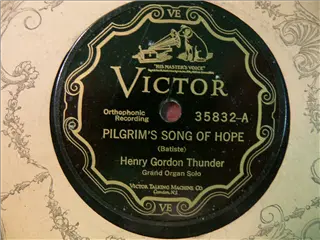 VE
"HIS MASTER'S VOICE"
VICTOR
Orthophonic
Recording
35832-A
PILGRIM'S SONG OF HOPE
(Batiste)
Henry Gordon Thunder
Grand Organ Solo
VICTOR TALKING MACHINE CO.
Camden, N.J.
VE